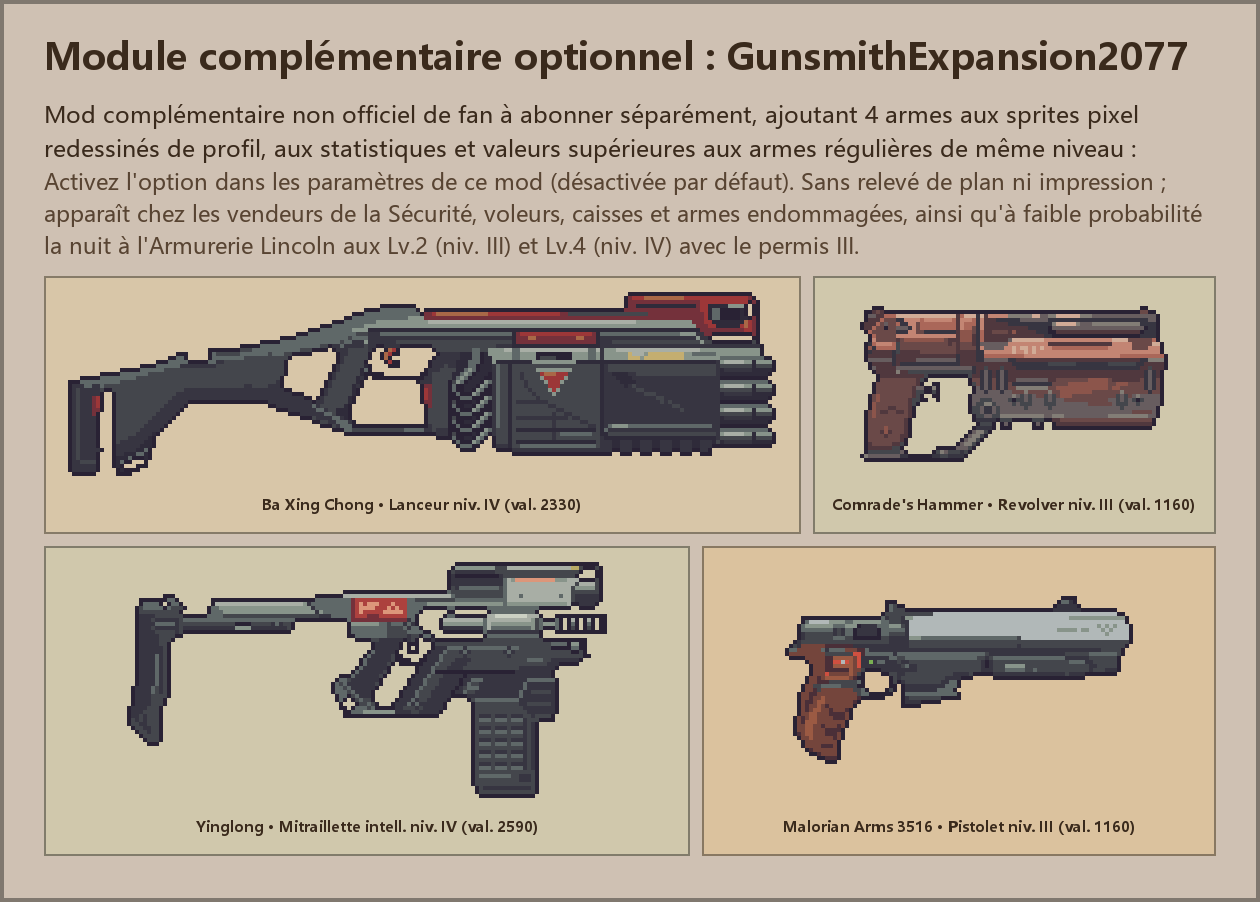 Module complémentaire optionnel : GunsmithExpansion2077
Mod complémentaire non officiel de fan à abonner séparément, ajoutant 4 armes aux sprites pixel
redessinés de profil, aux statistiques et valeurs supérieures aux armes régulières de même niveau :
Activez l'option dans les paramètres de ce mod (désactivée par défaut). Sans relevé de plan ni impression ;
apparaît chez les vendeurs de la Sécurité, voleurs, caisses et armes endommagées, ainsi qu'à faible probabilité
la nuit à l'Armurerie Lincoln aux Lv.2 (niv. III) et Lv.4 (niv. IV) avec le permis III.
Ba Xing Chong • Lanceur niv. IV (val. 2330)
Comrade's Hammer • Revolver niv. III (val. 1160)
Yinglong • Mitraillette intell. niv. IV (val. 2590)
Malorian Arms 3516 • Pistolet niv. III (val. 1160)